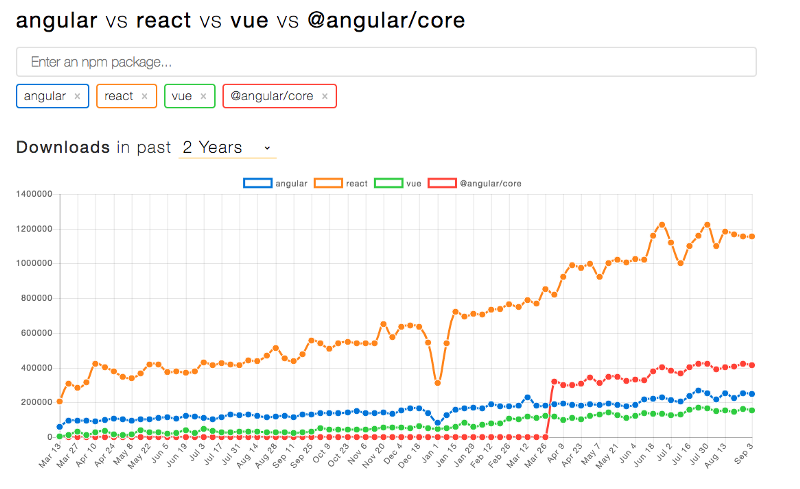 angular vs react vs vue vs @angular/core
Enter an npm package...
angular × react × vue × @angular/core ×
Downloads in past 2 Years
angular react vue @angular/core
1400000
1200000
1000000
800000
600000
400000
200000
0
Mar 13 Mar 27 Apr 10 Apr 24 May 8 May 22 Jun 5 Jun 19 Jul 3 Jul 17 Jul 31 Aug 14 Aug 28 Sep 11 Sep 25 Oct 9 Oct 23 Nov 6 Nov 20 Dec 4 Dec 18 Jan 1 Jan 15 Jan 29 Feb 12 Feb 26 Mar 12 Mar 26 Apr 9 Apr 23 May 7 May 21 Jun 4 Jun 18 Jul 2 Jul 16 Jul 30 Aug 13 Sep 3